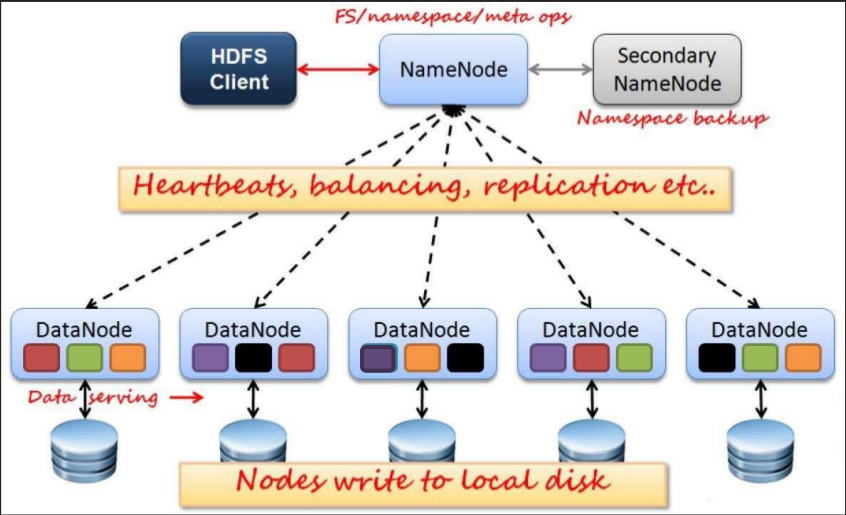 FS/namespace/meta ops
HDFS
Client
NameNode
Secondary
NameNode
Namespace backup
Heartbeats, balancing, replication etc..
DataNode
DataNode
DataNode
DataNode
DataNode
Data serving
Nodes write to local disk